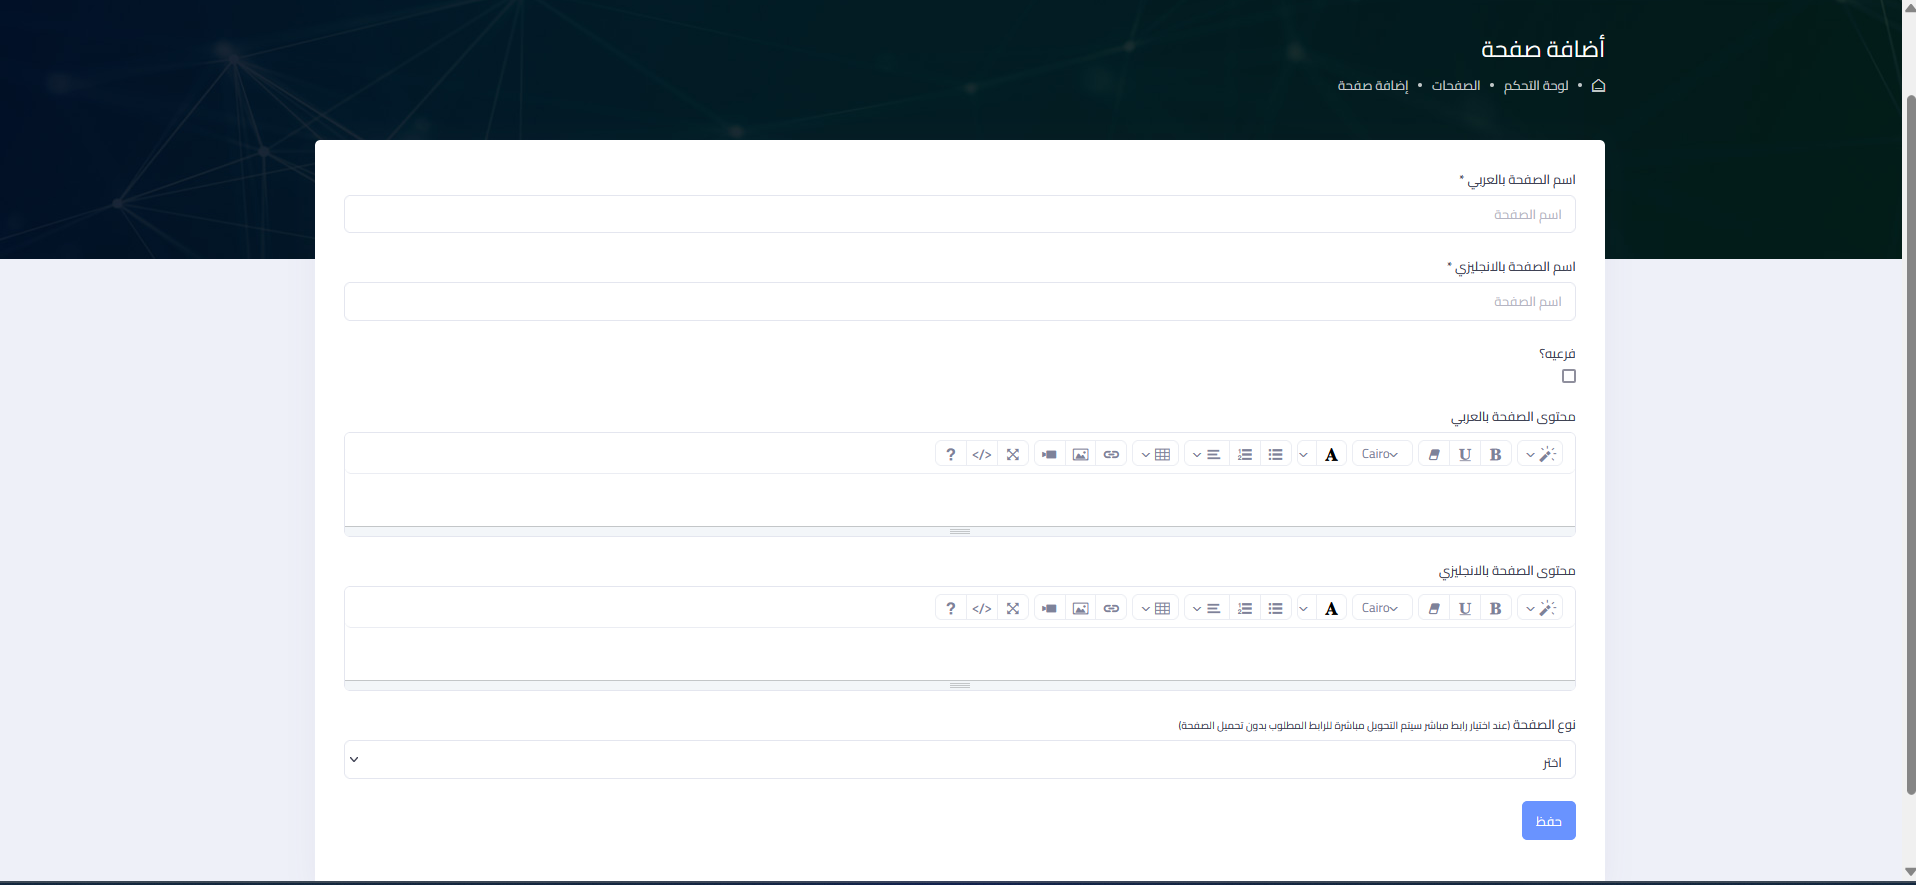 أضافة صفحة
لوحة التحكم • الصفحات • إضافة صفحة
اسم الصفحة بالعربي *
اسم الصفحة
اسم الصفحة بالانجليزي *
اسم الصفحة
فرعيه؟
محتوى الصفحة بالعربي
B U Cairo A </> ?
محتوى الصفحة بالانجليزي
B U Cairo A </> ?
نوع الصفحة (عند اختيار رابط مباشر سيتم التحويل مباشرة للرابط المطلوب بدون تحميل الصفحة)
اختر
حفظ